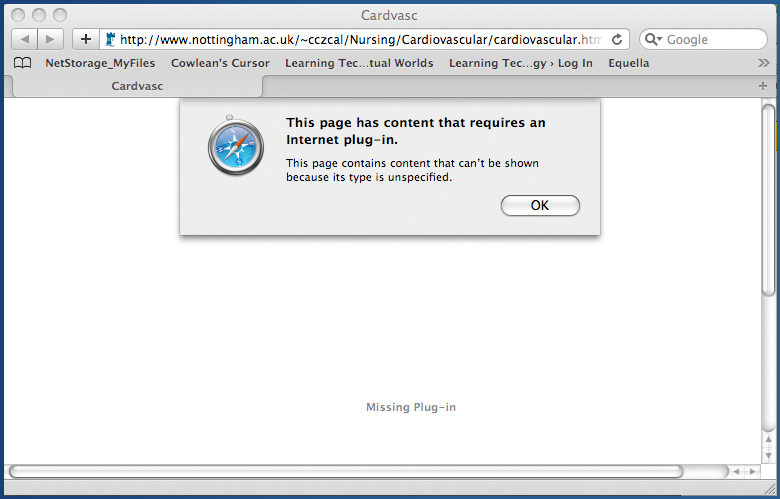 Cardvasc
http://www.nottingham.ac.uk/~cczcal/Nursing/Cardiovascular/cardiovascular.htm
Google
NetStorage_MyFiles Cowlean's Cursor Learning Tec...tual Worlds Learning Tec...gy › Log In Equella
Cardvasc
This page has content that requires an
Internet plug-in.
This page contains content that can't be shown
because its type is unspecified.
OK
Missing Plug-in